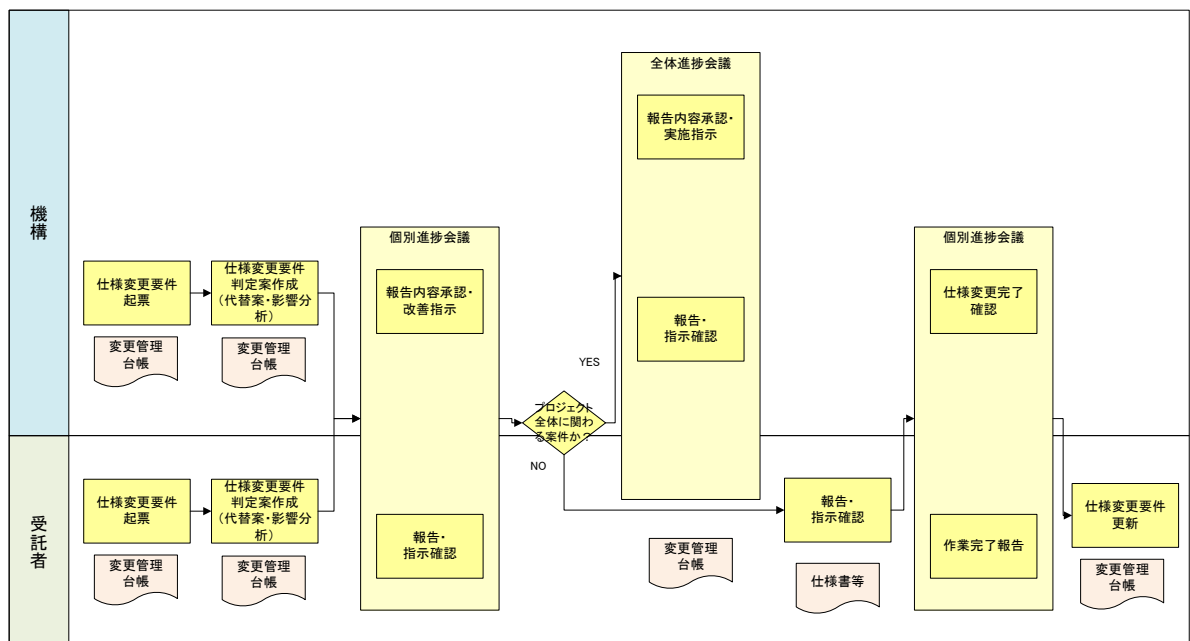 機構
仕様変更要件
起票
変更管理
台帳
仕様変更要件
判定案作成
（代替案・影響分
析）
変更管理
台帳
個別進捗会議
報告内容承認・
改善指示
報告・
指示確認
プロジェクト
全体に関わ
る案件か？
YES
NO
全体進捗会議
報告内容承認・
実施指示
報告・
指示確認
変更管理
台帳
報告・
指示確認
仕様書等
個別進捗会議
仕様変更完了
確認
作業完了報告
仕様変更要件
更新
変更管理
台帳
受託者
仕様変更要件
起票
変更管理
台帳
仕様変更要件
判定案作成
（代替案・影響分
析）
変更管理
台帳